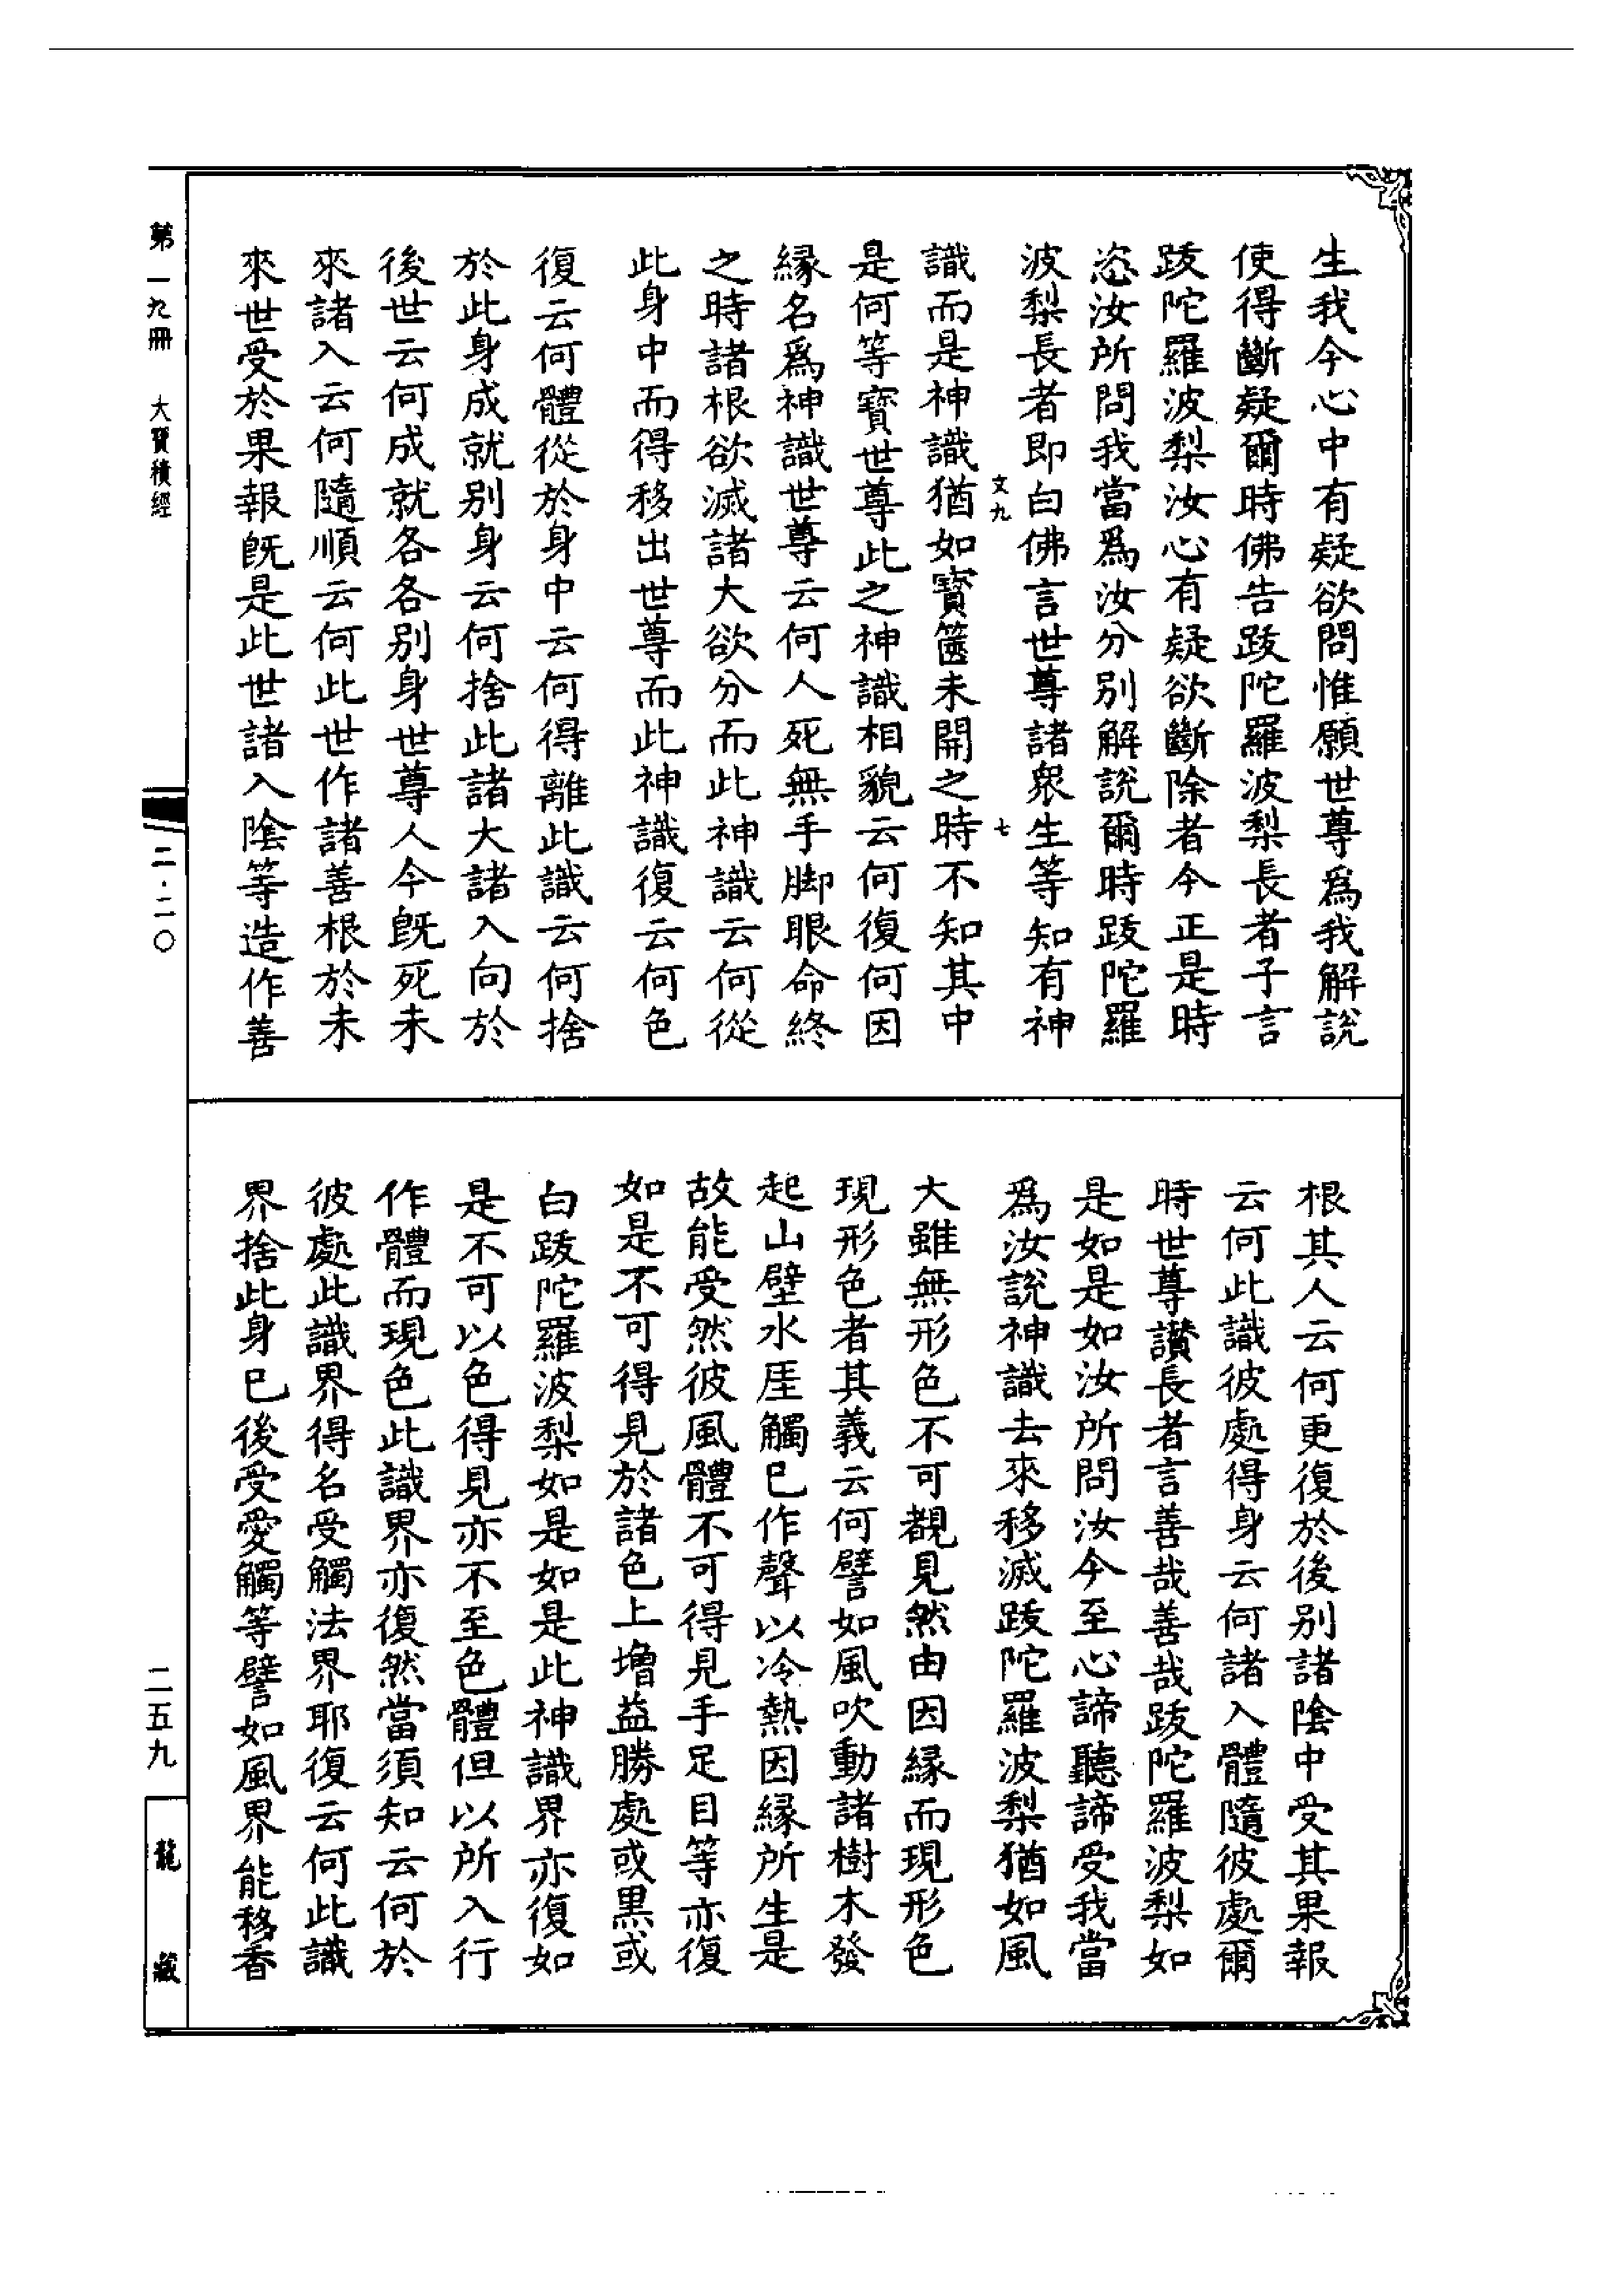 生我今心中有疑欲問惟願世尊為我解說
使得斷疑爾時佛告跋陀羅波梨長者子言
跋陀羅波梨汝心有疑欲斷除者今正是時
恣汝所問我當為汝分別解說爾時跋陀羅
波梨長者即白佛言世尊諸衆生等知有神
文九
七
識而是神識猶如寶篋未開之時不知其中
是何等寶世尊此之神識相貌云何復何因
緣名為神識世尊云何人死無手脚眼命終
之時諸根欲滅諸大欲分而此神識云何從
此身中而得移出世尊而此神識復云何色
復云何體從於身中云何得離此識云何捨
於此身成就別身云何捨此諸大諸入向於
後世云何成就各各別身世尊人今既死未
來諸入云何隨順云何此世作諸善根於未
來世受於果報既是此世諸入陰等造作善
根其人云何更復於後別諸陰中受其果報
云何此識彼處得身云何諸入體隨彼處爾
時世尊讚長者言善哉善哉跋陀羅波梨如
是如是如汝所問汝今至心諦聽諦受我當
為汝說神識去來移滅跋陀羅波梨猶如風
大雖無形色不可覩見然由因緣而現形色
現形色者其義云何譬如風吹動諸樹木發
起山壁水厓觸已作聲以冷熱因緣所生是
故能受然彼風體不可得見手足目等亦復
如是不可得見於諸色上增益勝處或黑或
白跋陀羅波梨如是如是此神識界亦復如
是不可以色得見亦不至色體但以所入行
作體而現色此識界亦復然當須知云何於
彼處此識界得名受觸法界耶復云何此識
界捨此身已後受愛觸等譬如風界能移香
第一九冊 大寶積經
二·二〇
二五九
龍藏